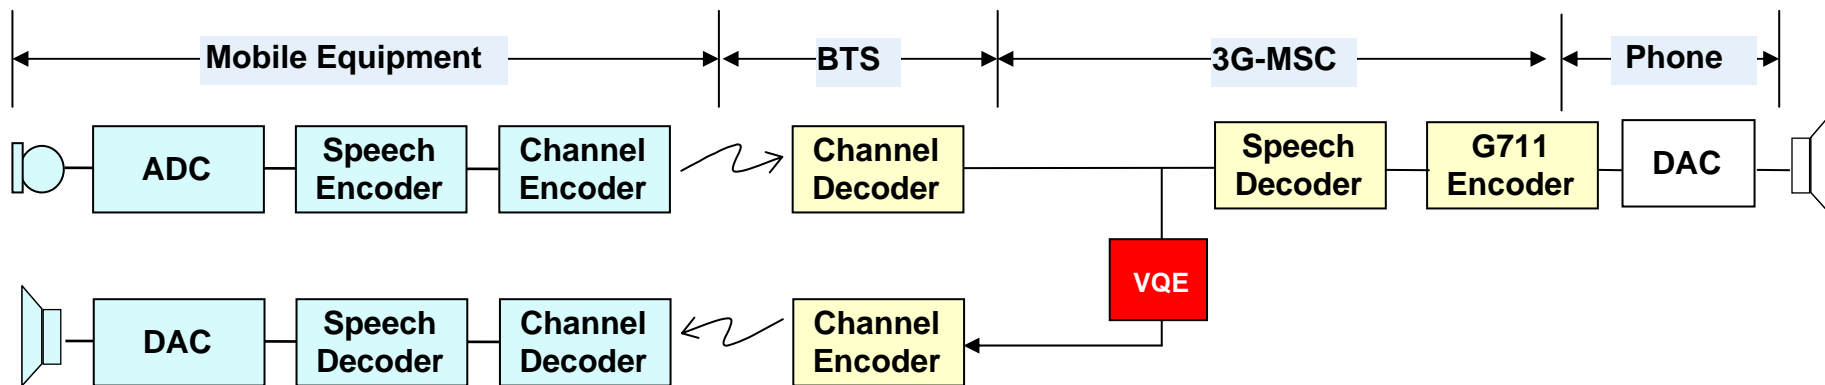 Mobile Equipment
BTS
3G-MSC
Phone
ADC
Speech
Encoder
Channel
Encoder
Channel
Decoder
Speech
Decoder
G711
Encoder
DAC
VQE
DAC
Speech
Decoder
Channel
Decoder
Channel
Encoder